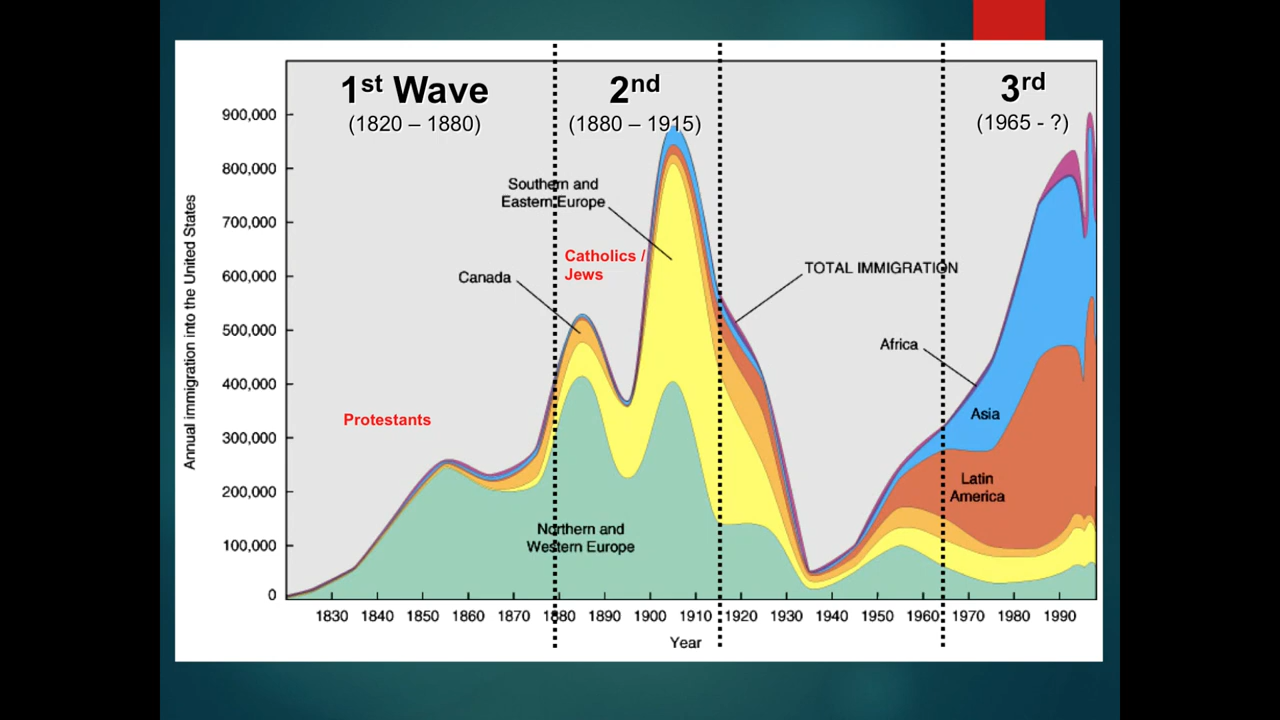 1st Wave
(1820 – 1880)
2nd
(1880 – 1915)
3rd
(1965 - ?)
Annual immigration into the United States
900,000
800,000
700,000
600,000
500,000
400,000
300,000
200,000
100,000
0
Southern and
Eastern Europe
Catholics /
Jews
Canada
TOTAL IMMIGRATION
Africa
Asia
Protestants
Latin
America
Northern and
Western Europe
1830 1840 1850 1860 1870 1880 1890 1900 1910 1920 1930 1940 1950 1960 1970 1980 1990
Year